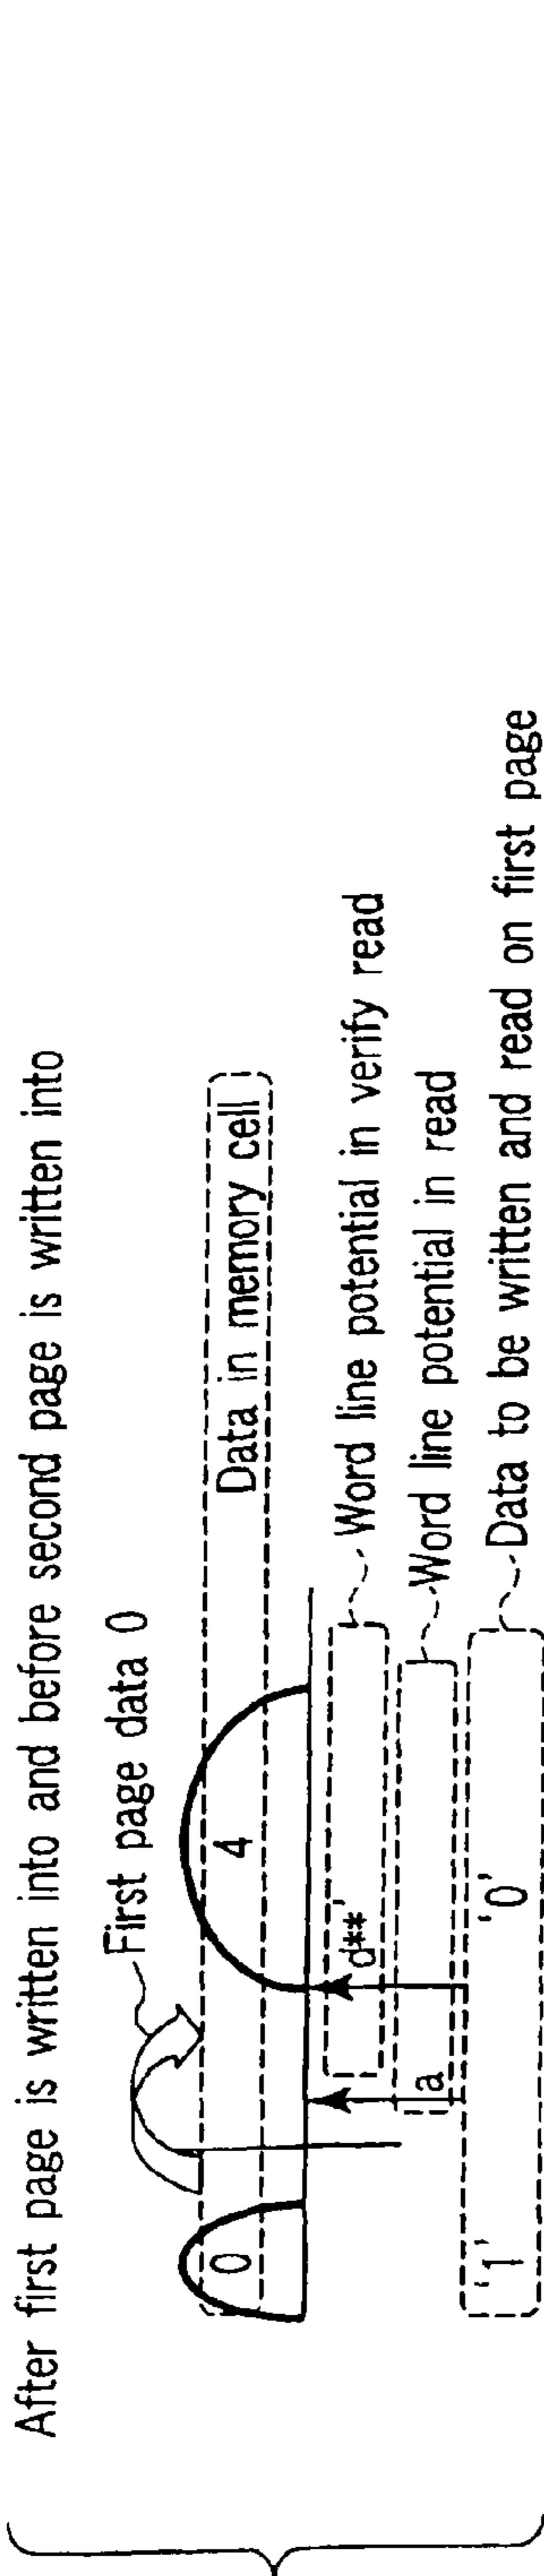 After first page is written into and before second page is written into
First page data 0
0 4 Data in memory cell
d**' Word line potential in verify read
a Word line potential in read
'1' '0' Data to be written and read on first page